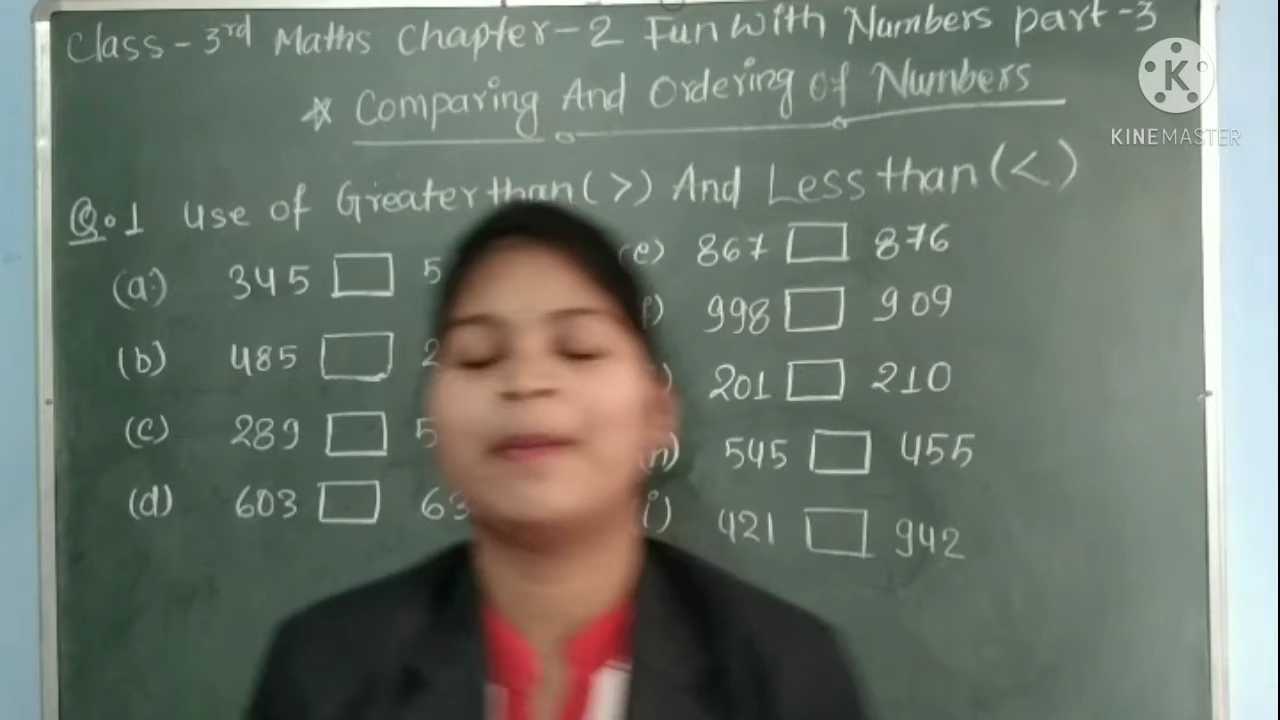 Class - 3rd Maths Chapter - 2 Fun With Numbers part - 3
Comparing And Ordering of Numbers
Q.1 Use of Greater than (>) And Less than (<)
(a) 345
(b) 485
(c) 289
(d) 603
(e) 867 876
998 909
201 210
545 455
421 942
KINEMASTER